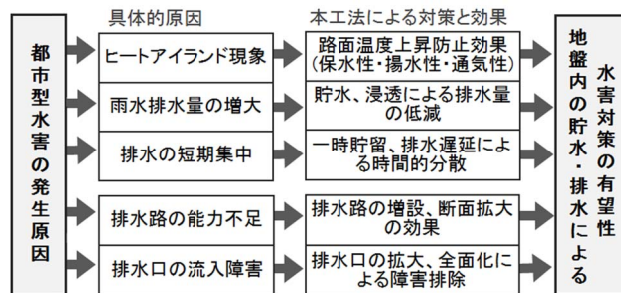 具体的原因
本工法による対策と効果
都市型水害の発生原因
ヒートアイランド現象
路面温度上昇防止効果
(保水性・揚水性・通気性)
雨水排水量の増大
貯水、浸透による排水量
の低減
排水の短期集中
一時貯留、排水遅延によ
る時間的分散
排水路の能力不足
排水路の増設、断面拡大
の効果
排水口の流入障害
排水口の拡大、全面化に
よる障害排除
地盤内の貯水・排水による
水害対策の有望性